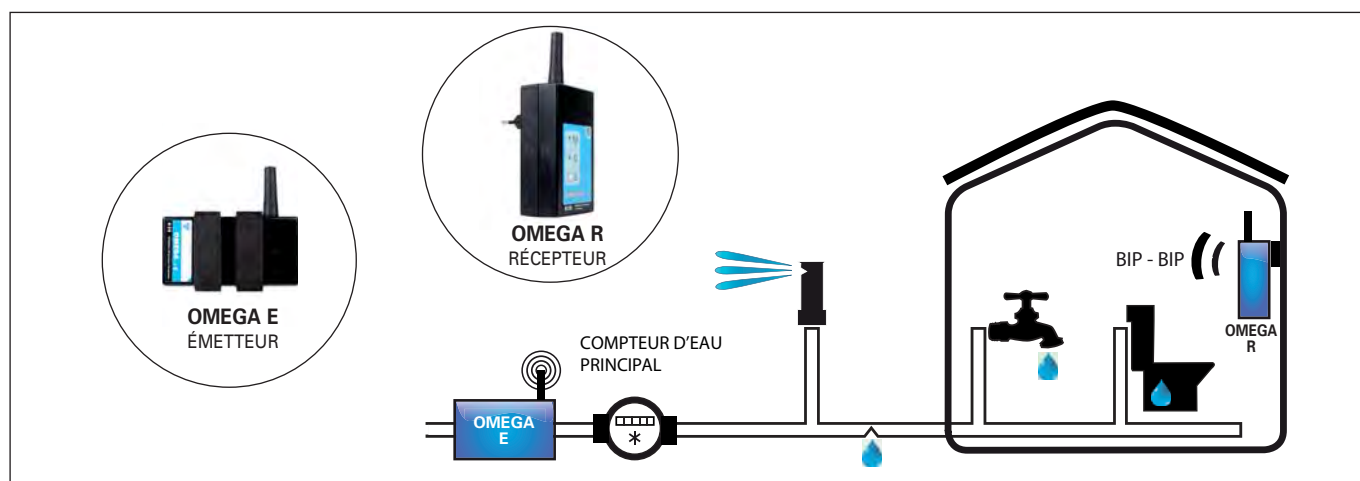 OMEGA R
RÉCEPTEUR
OMEGA E
ÉMETTEUR
COMPTEUR D'EAU
PRINCIPAL
OMEGA
E
BIP - BIP
OMEGA
R